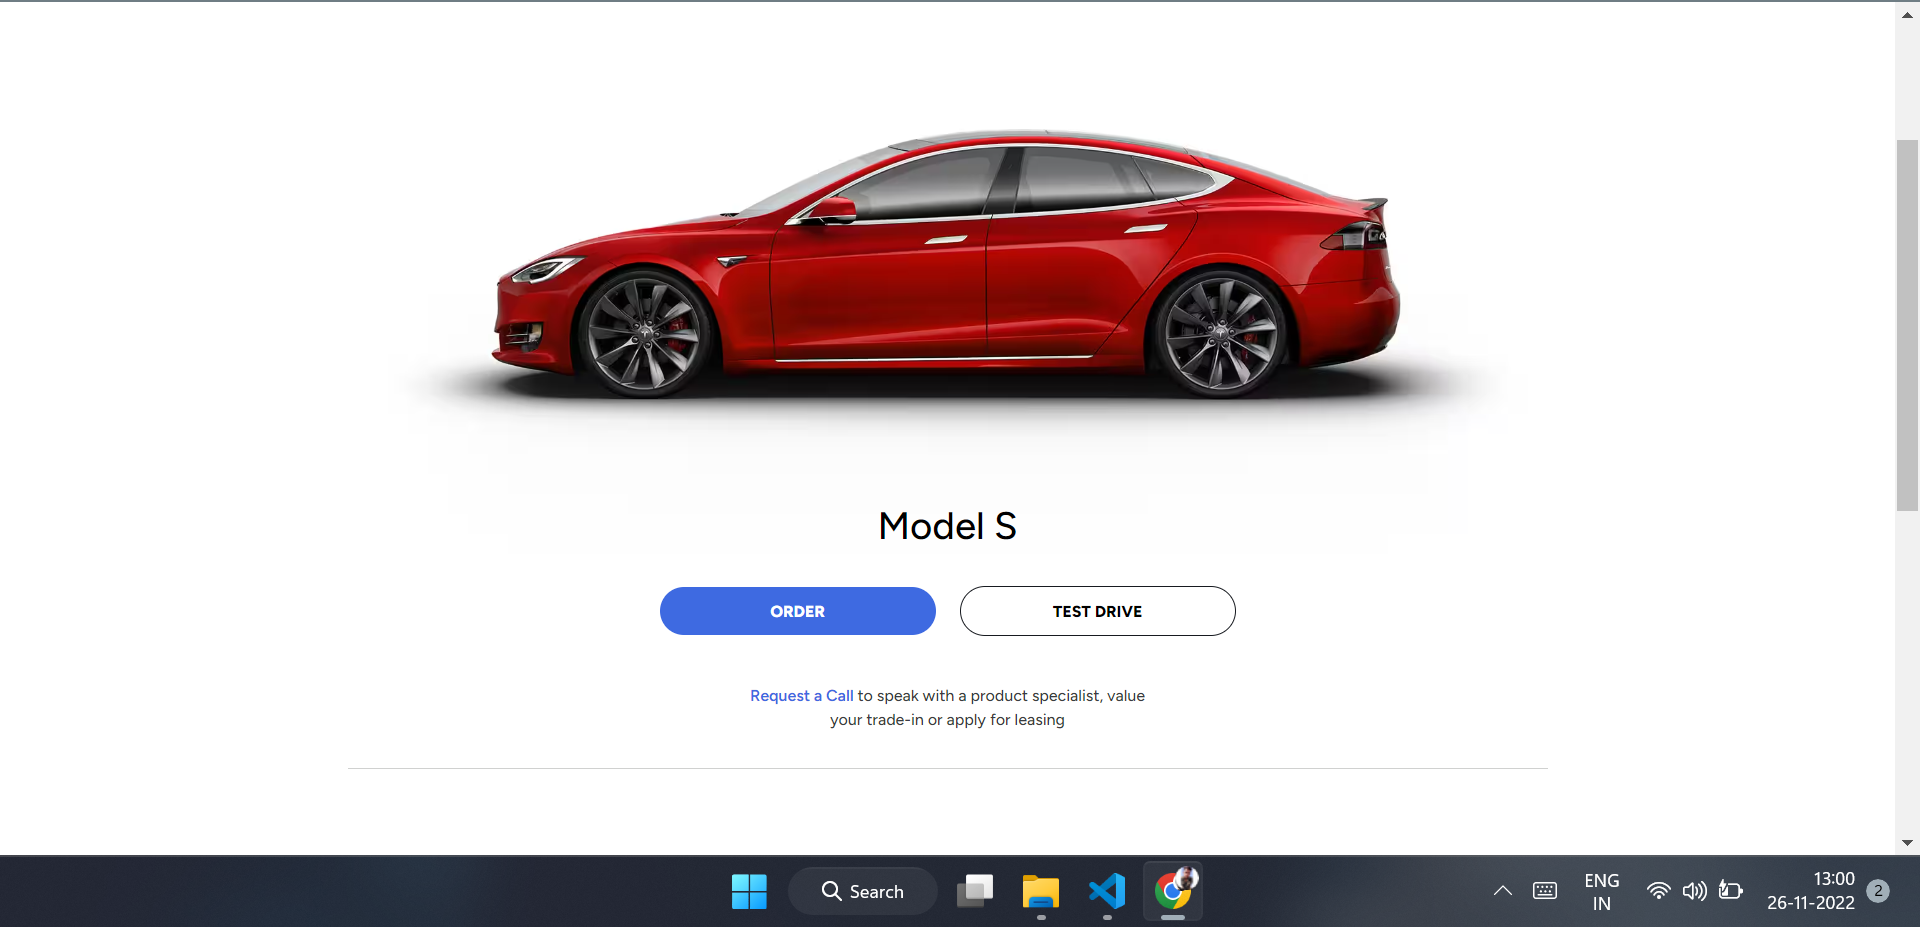 Model S
ORDER
TEST DRIVE
Request a Call to speak with a product specialist, value
your trade-in or apply for leasing
Search
ENG
IN
13:00
26-11-2022
2